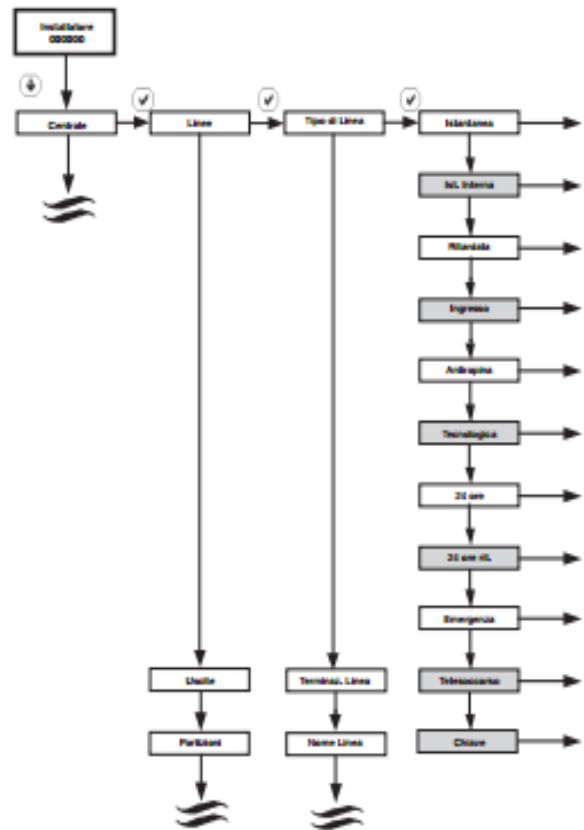 Installatore
000000
Centrale
Linee
Tipo di Linea
Istantanea
Ist. Interna
Ritardata
Ingresso
Antirapina
Tecnologica
24 ore
24 ore rit.
Emergenza
Uscite
Terminaz. Linea
Telesoccorso
Partizioni
Nome Linea
Chiave